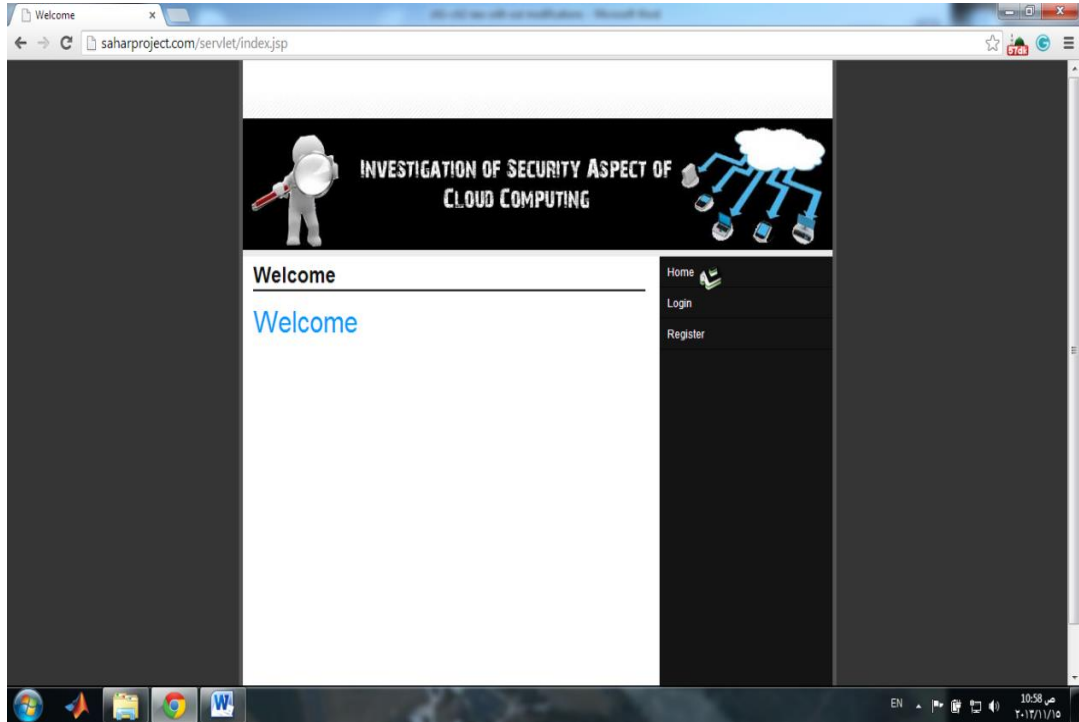 Welcome
saharproject.com/servlet/index.jsp
57dk
INVESTIGATION OF SECURITY ASPECT OF
CLOUD COMPUTING
Welcome
Welcome
Home
Login
Register
EN
10:58 ص
٢٠١٣/١١/١٥